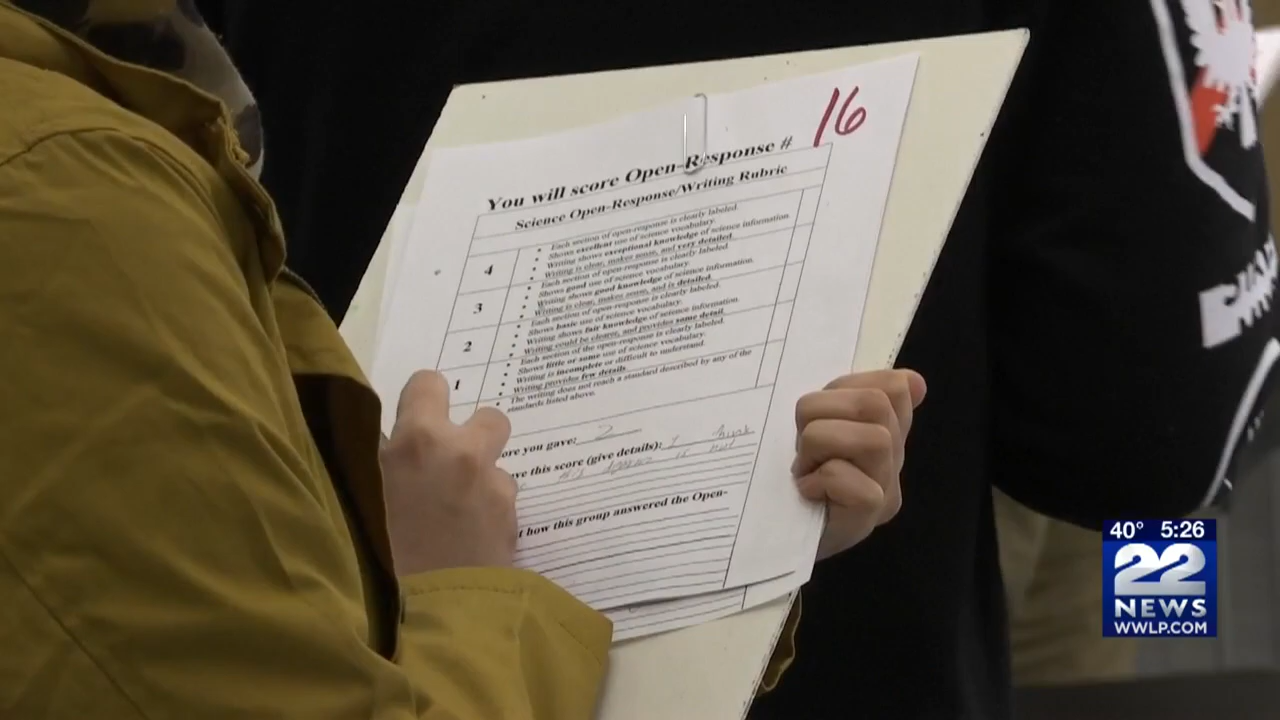 16
You will score Open-Response #
Science Open-Response/Writing Rubric
4
Each section of open-response is clearly labeled.
Shows excellent use of science vocabulary.
Writing shows exceptional knowledge of science information.
Writing is clear, makes sense, and very detailed.
3
Each section of open-response is clearly labeled.
Shows good use of science vocabulary.
Writing shows good knowledge of science information.
Writing is clear, makes sense, and is detailed.
2
Each section of open-response is clearly labeled.
Shows basic use of science vocabulary.
Writing shows fair knowledge of science information.
Writing could be clearer, and provides some detail.
1
Each section of the open-response is clearly labeled.
Shows little or some use of science vocabulary.
Writing is incomplete or difficult to understand.
Writing provides few details.
The writing does not reach a standard described by any of the
standards listed above.
ore you gave: 2
ave this score (give details): I
t how this group answered the Open-
40° 5:26
22
NEWS
WWLP.COM